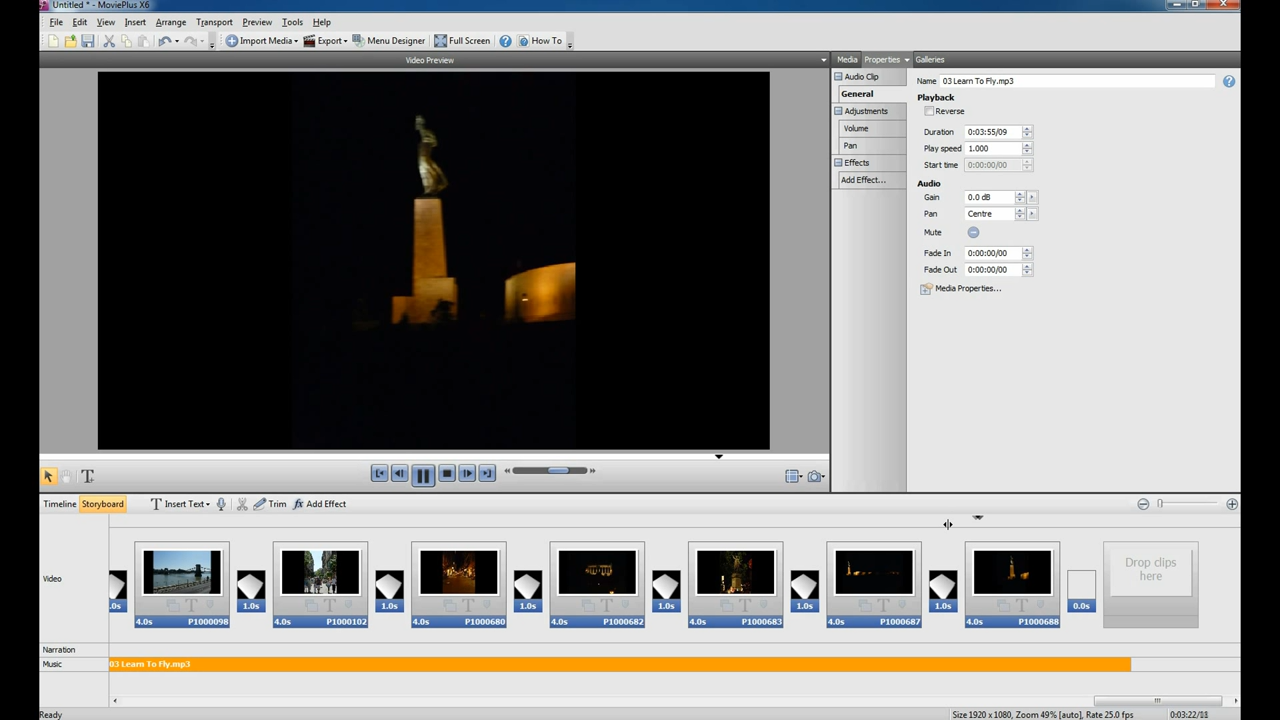 Untitled * - MoviePlus X6
File Edit View Insert Arrange Transport Preview Tools Help
Import Media Export Menu Designer Full Screen How To
Video Preview
Media Properties Galleries
Audio Clip
General
Adjustments
Volume
Pan
Effects
Add Effect...
Name 03 Learn To Fly.mp3
Playback
Reverse
Duration 0:03:55/09
Play speed 1.000
Start time 0:00:00/00
Audio
Gain 0.0 dB
Pan Centre
Mute
Fade In 0:00:00/00
Fade Out 0:00:00/00
Media Properties...
Timeline Storyboard Insert Text Trim fx Add Effect
Video
Drop clips here
.0s 1.0s 1.0s 1.0s 1.0s 1.0s 1.0s 0.0s
4.0s P1000098 4.0s P1000102 4.0s P1000680 4.0s P1000682 4.0s P1000683 4.0s P1000687 4.0s P1000688
Narration
Music 03 Learn To Fly.mp3
Ready Size 1920 x 1080, Zoom 49% [auto], Rate 25.0 fps